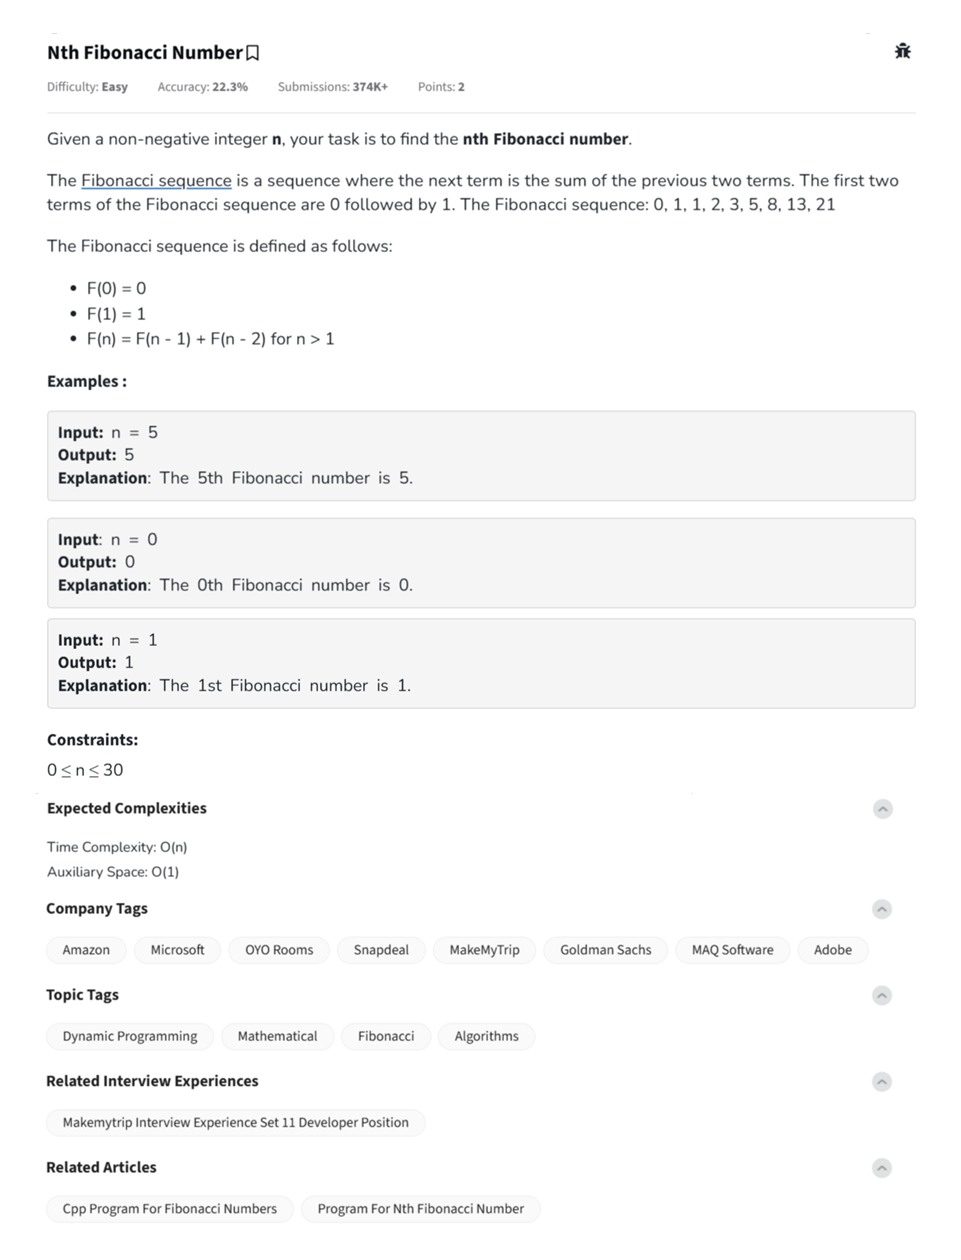 Nth Fibonacci Number
Difficulty: Easy Accuracy: 22.3% Submissions: 374K+ Points: 2
Given a non-negative integer n, your task is to find the nth Fibonacci number.
The Fibonacci sequence is a sequence where the next term is the sum of the previous two terms. The first two
terms of the Fibonacci sequence are 0 followed by 1. The Fibonacci sequence: 0, 1, 1, 2, 3, 5, 8, 13, 21
The Fibonacci sequence is defined as follows:
• F(0) = 0
• F(1) = 1
• F(n) = F(n - 1) + F(n - 2) for n > 1
Examples :
Input: n = 5
Output: 5
Explanation: The 5th Fibonacci number is 5.
Input: n = 0
Output: 0
Explanation: The 0th Fibonacci number is 0.
Input: n = 1
Output: 1
Explanation: The 1st Fibonacci number is 1.
Constraints:
0 ≤ n ≤ 30
Expected Complexities
Time Complexity: O(n)
Auxiliary Space: O(1)
Company Tags
Amazon Microsoft OYO Rooms Snapdeal MakeMyTrip Goldman Sachs MAQ Software Adobe
Topic Tags
Dynamic Programming Mathematical Fibonacci Algorithms
Related Interview Experiences
Makemytrip Interview Experience Set 11 Developer Position
Related Articles
Cpp Program For Fibonacci Numbers Program For Nth Fibonacci Number